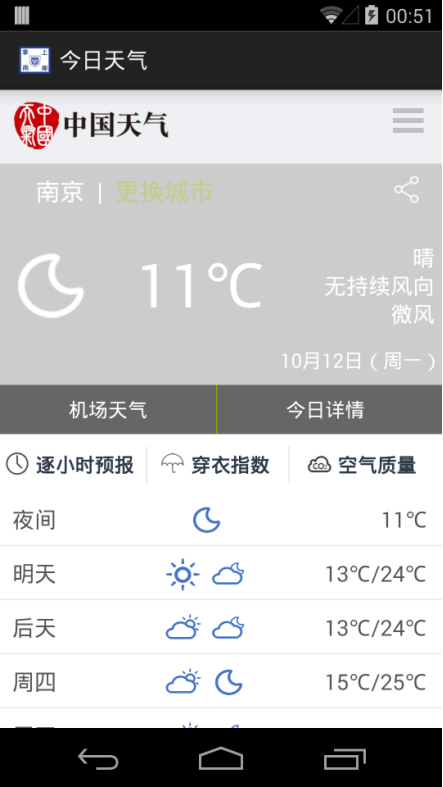 00:51
今日天气
中国天气
南京 | 更换城市
11℃
晴
无持续风向
微风
10月12日（周一）
机场天气 今日详情
逐小时预报 穿衣指数 空气质量
夜间 11℃
明天 13℃/24℃
后天 13℃/24℃
周四 15℃/25℃